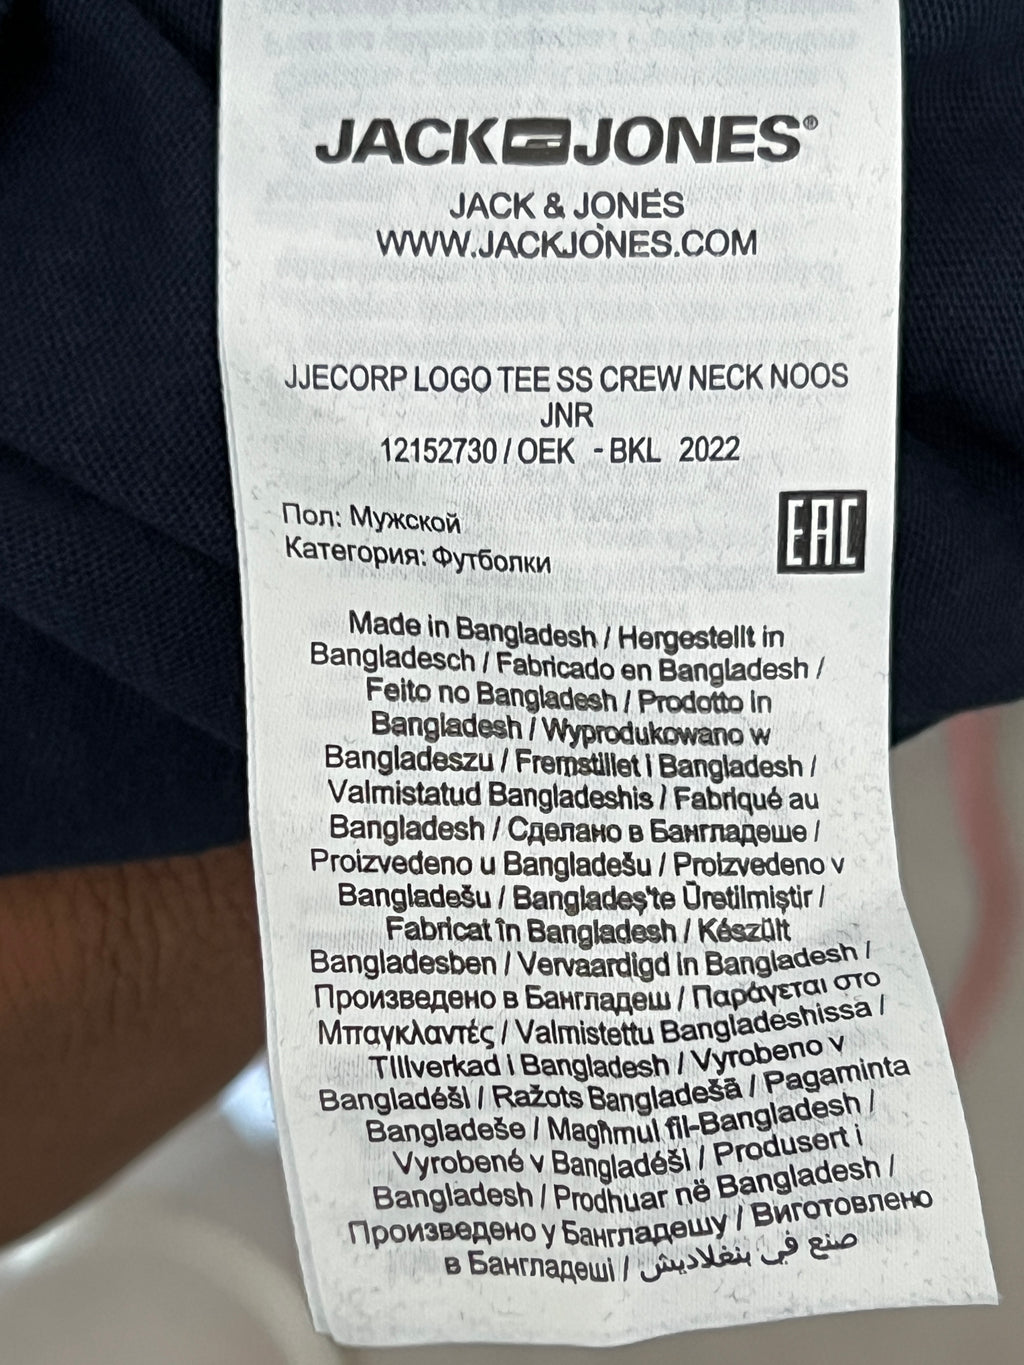 JACK JONES®
JACK & JONES
WWW.JACKJONES.COM
JJECORP LOGO TEE SS CREW NECK NOOS
JNR
12152730 / OEK - BKL 2022
Пол: Мужской
Категория: Футболки
EAC
Made in Bangladesh / Hergestellt in
Bangladesch / Fabricado en Bangladesh /
Feito no Bangladesh / Prodotto in
Bangladesh / Wyprodukowano w
Bangladeszu / Fremstillet i Bangladesh /
Valmistatud Bangladeshis / Fabriqué au
Bangladesh / Сделано в Бангладеше /
Proizvedeno u Bangladešu / Proizvedeno v
Bangladešu / Bangladeş'te Üretilmiştir /
Fabricat în Bangladesh / Készült
Bangladesben / Vervaardigd in Bangladesh /
Произведено в Бангладеш / Παράγεται στο
Μπαγκλαντές / Valmistettu Bangladeshissa /
Tillverkad i Bangladesh / Vyrobeno v
Bangladéši / Ražots Bangladešā / Pagaminta
Bangladeše / Magħmul fil-Bangladesh /
Vyrobené v Bangladéši / Produsert i
Bangladesh / Prodhuar në Bangladesh /
Произведено у Бангладешу / Виготовлено
в Бангладеші / صنع في بنغلاديش